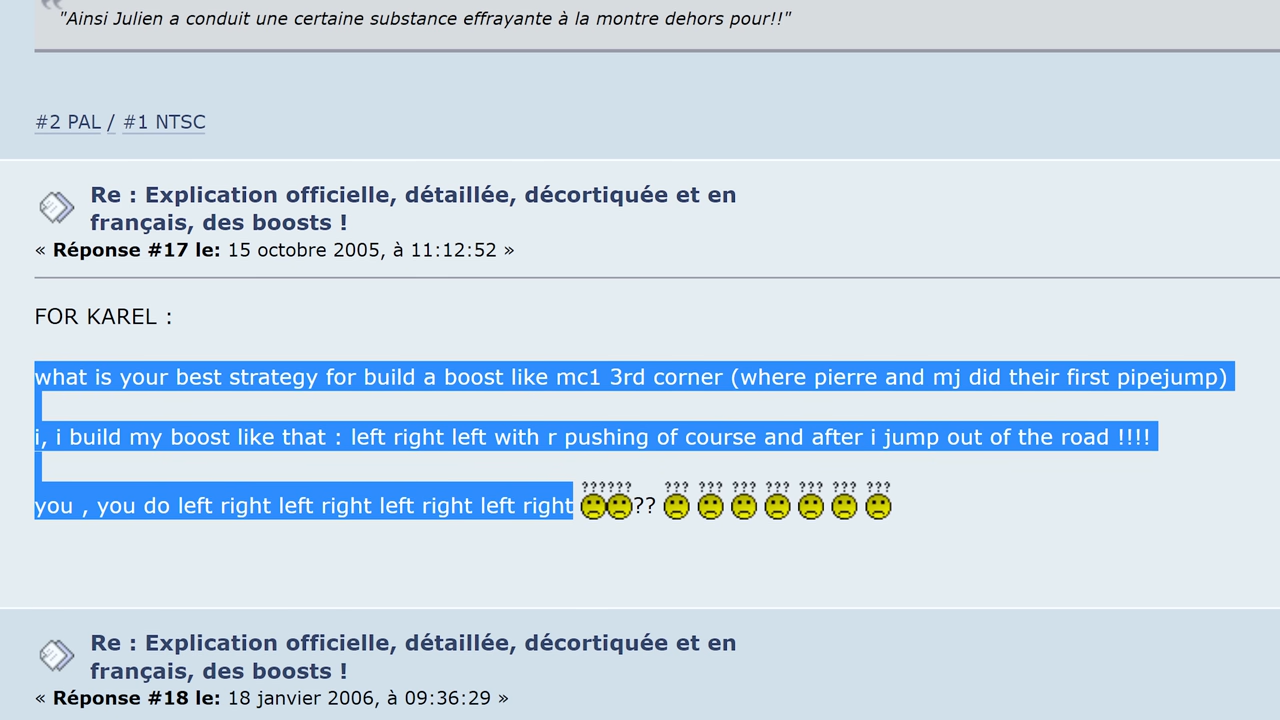 "Ainsi Julien a conduit une certaine substance effrayante à la montre dehors pour!!"
#2 PAL / #1 NTSC
Re : Explication officielle, détaillée, décortiquée et en
français, des boosts !
« Réponse #17 le: 15 octobre 2005, à 11:12:52 »
FOR KAREL :
what is your best strategy for build a boost like mc1 3rd corner (where pierre and mj did their first pipejump)
i, i build my boost like that : left right left with r pushing of course and after i jump out of the road !!!!
you , you do left right left right left right left right ??????????? ??? ??? ??? ??? ??? ??? ???
Re : Explication officielle, détaillée, décortiquée et en
français, des boosts !
« Réponse #18 le: 18 janvier 2006, à 09:36:29 »